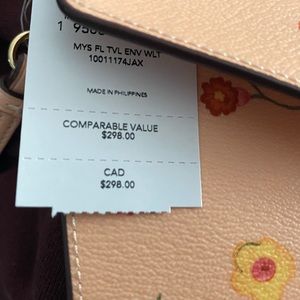 MYS FL TVL ENV WLT
10011174JAX
MADE IN PHILIPPINES
COMPARABLE VALUE
$298.00
CAD
$298.00